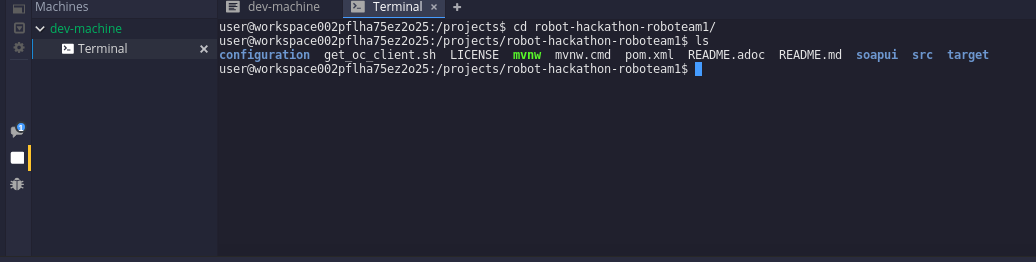 Machines
dev-machine
Terminal
dev-machine
Terminal
user@workspace002pflha75ez2o25:/projects$ cd robot-hackathon-roboteam1/
user@workspace002pflha75ez2o25:/projects/robot-hackathon-roboteam1$ ls
configuration get_oc_client.sh LICENSE mvnw mvnw.cmd pom.xml README.adoc README.md soapui src target
user@workspace002pflha75ez2o25:/projects/robot-hackathon-roboteam1$
1